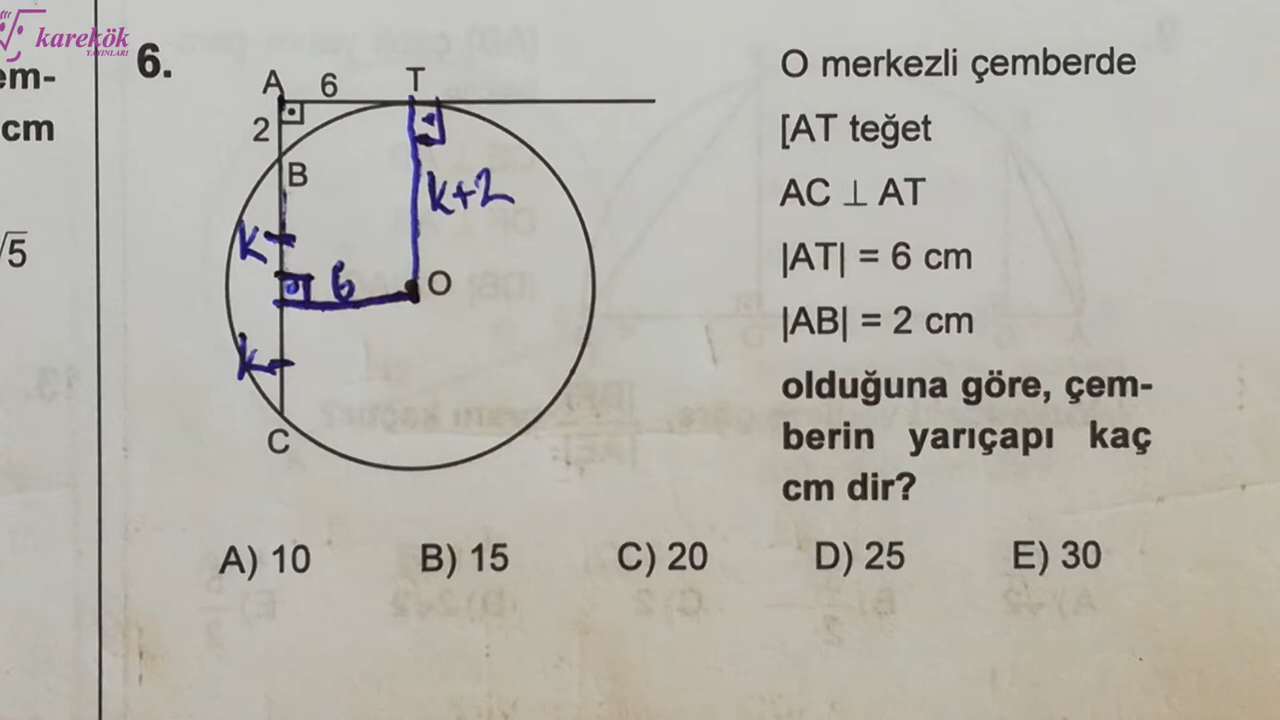 karekök
YAYINLARI
em-
cm
√5
6.
A 6 T
2
B
k
k+2
6
O
k
C
O merkezli çemberde
[AT teğet
AC ⊥ AT
|AT| = 6 cm
|AB| = 2 cm
olduğuna göre, çem-
berin yarıçapı kaç
cm dir?
A) 10 B) 15 C) 20 D) 25 E) 30